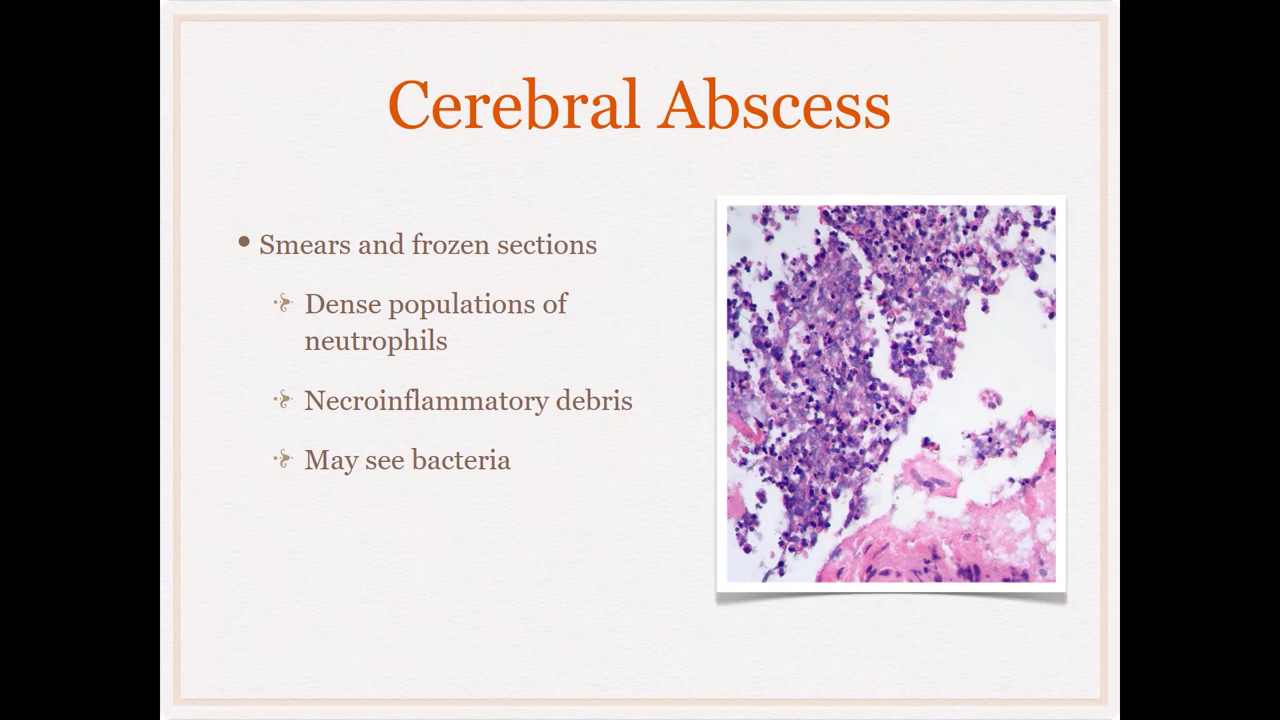 Cerebral Abscess
• Smears and frozen sections
Dense populations of
neutrophils
Necroinflammatory debris
May see bacteria